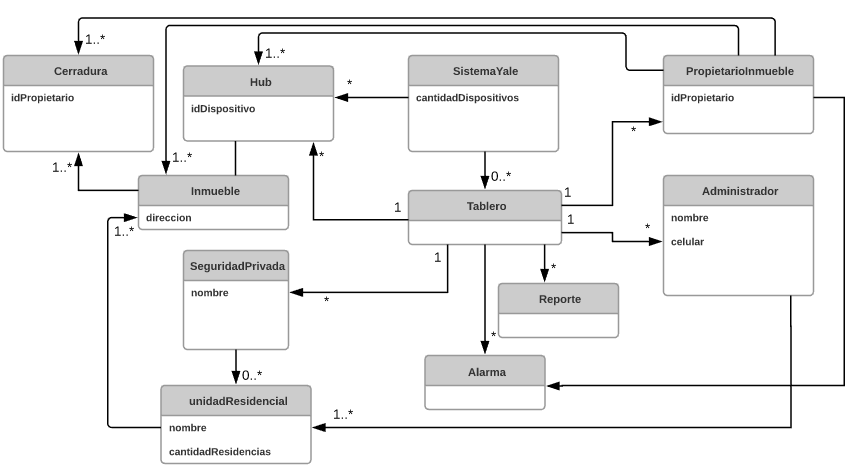 1..*
1..*
Cerradura
idPropietario
Hub
idDispositivo
SistemaYale
cantidadDispositivos
*
PropietarioInmueble
idPropietario
*
1..*
1..*
*
Inmueble
direccion
1..*
0..*
1
Tablero
1
1
1
*
*
Administrador
nombre
celular
SeguridadPrivada
nombre
*
Reporte
*
Alarma
0..*
unidadResidencial
nombre
cantidadResidencias
1..*